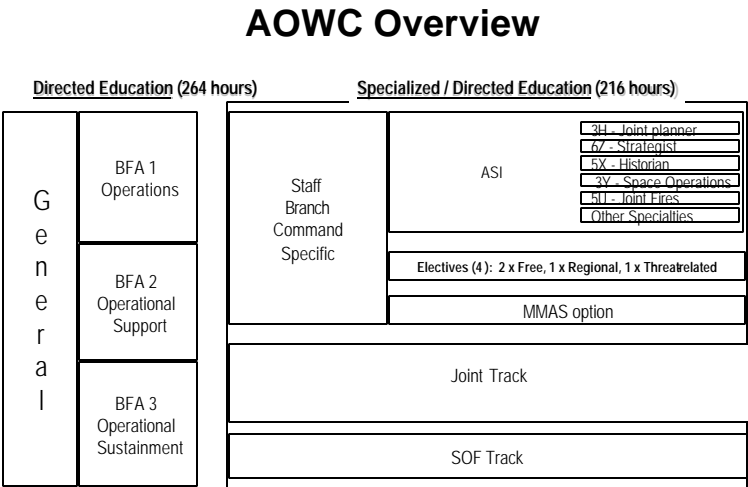 AOWC Overview
Directed Education (264 hours)
Specialized / Directed Education (216 hours)
General
BFA 1
Operations
BFA 2
Operational
Support
BFA 3
Operational
Sustainment
Staff
Branch
Command
Specific
ASI
3H - Joint planner
6Z - Strategist
5X - Historian
3Y - Space Operations
5U - Joint Fires
Other Specialties
Electives (4 ): 2 x Free, 1 x Regional, 1 x Threatrelated
MMAS option
Joint Track
SOF Track